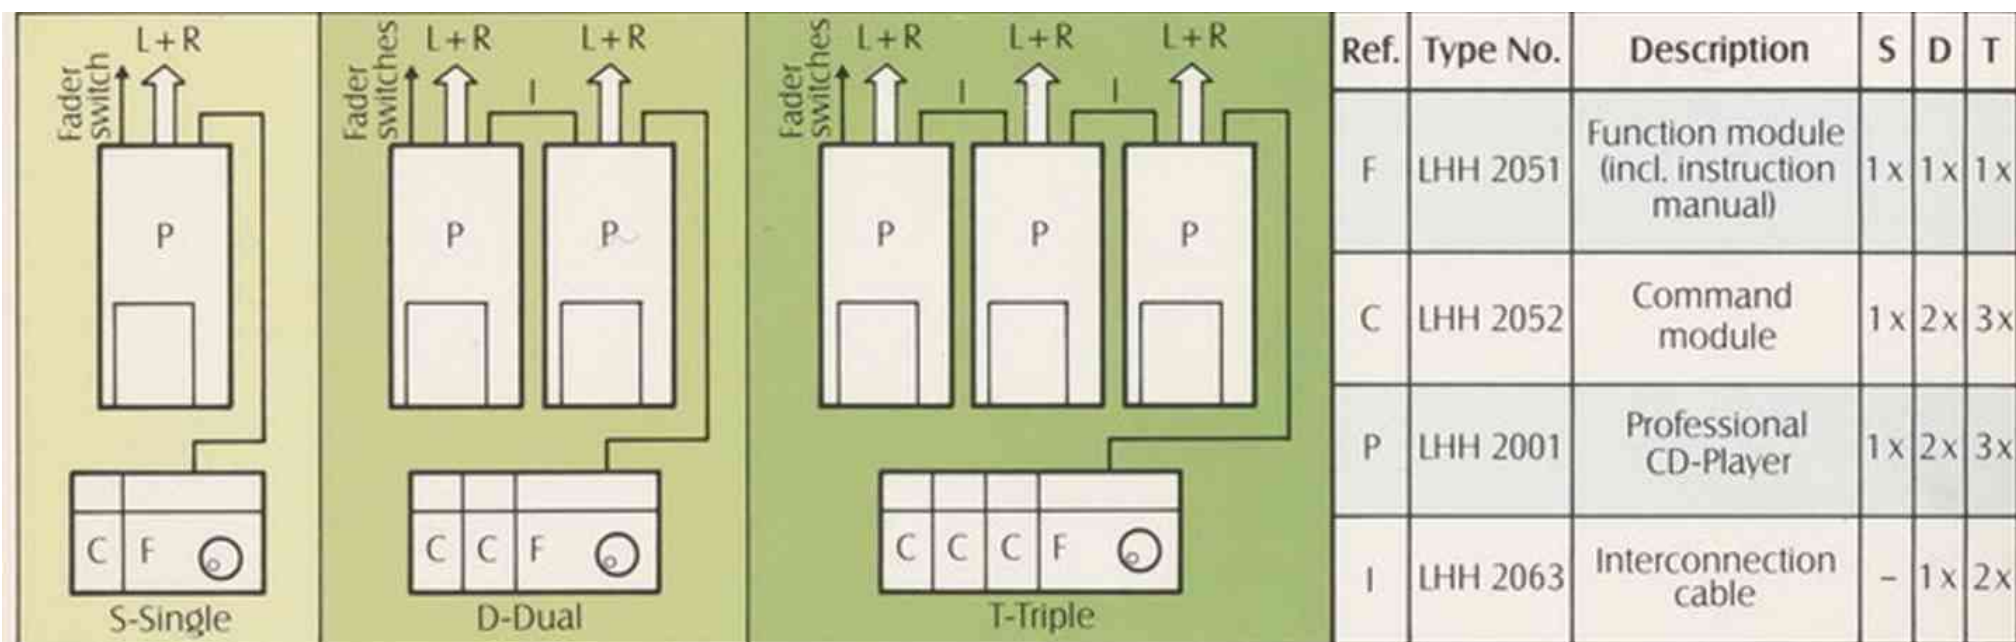 Fader
switch
L+R
P
C F
S-Single
Fader
switches
L+R
I
L+R
P
P
C C F
D-Dual
Fader
switches
L+R
I
L+R
I
L+R
P
P
P
C C C F
T-Triple
Ref. Type No. Description S D T
F LHH 2051 Function module
(incl. instruction
manual) 1x 1x 1x
C LHH 2052 Command
module 1x 2x 3x
P LHH 2001 Professional
CD-Player 1x 2x 3x
I LHH 2063 Interconnection
cable – 1x 2x